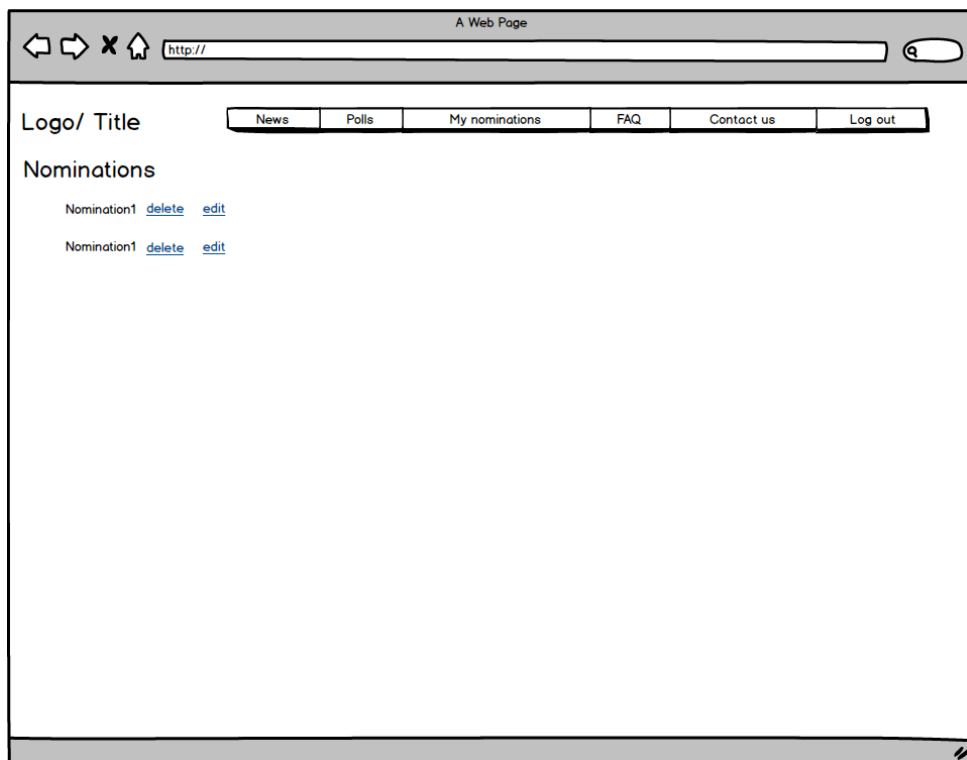 A Web Page
http://
Logo/ Title
News Polls My nominations FAQ Contact us Log out
Nominations
Nomination1 delete edit
Nomination1 delete edit